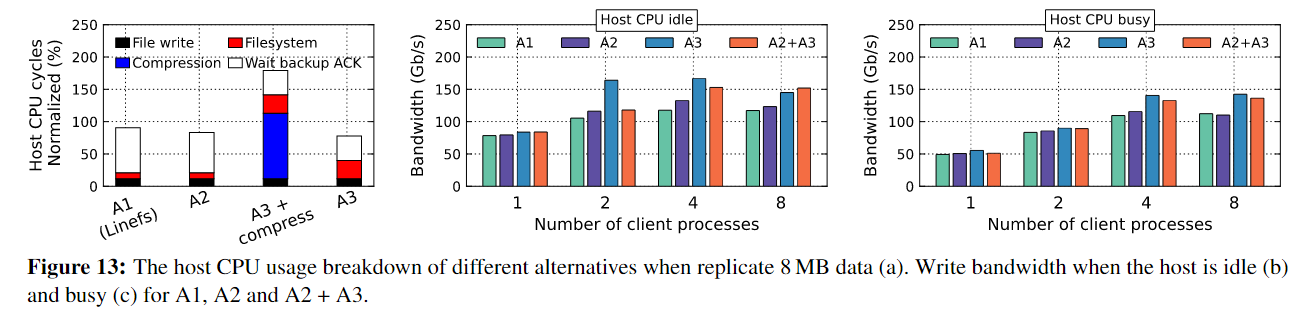 Host CPU cycles
Normalized (%)
250
200
150
100
50
0
File write
Filesystem
Compression
Wait backup ACK
A1
(Linefs)
A2
A3 +
compress
A3
Host CPU idle
Bandwidth (Gb/s)
250
200
150
100
50
0
A1
A2
A3
A2+A3
1
2
4
8
Number of client processes
Host CPU busy
Bandwidth (Gb/s)
250
200
150
100
50
0
A1
A2
A3
A2+A3
1
2
4
8
Number of client processes
Figure 13: The host CPU usage breakdown of different alternatives when replicate 8 MB data (a). Write bandwidth when the host is idle (b)
and busy (c) for A1, A2 and A2 + A3.